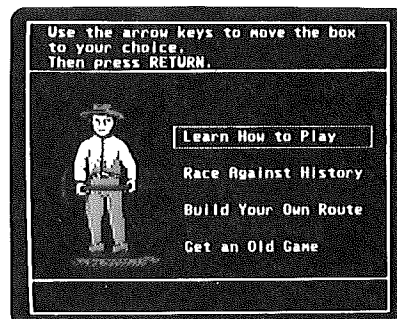 Use the arrow keys to move the box
to your choice.
Then press RETURN.
Learn How to Play
Race Against History
Build Your Own Route
Get an Old Game